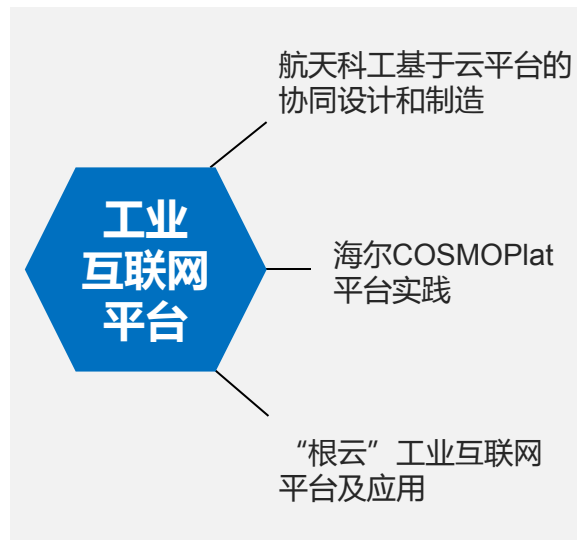 航天科工基于云平台的
协同设计和制造
工业
互联网
平台
海尔COSMOPlat
平台实践
“根云”工业互联网
平台及应用